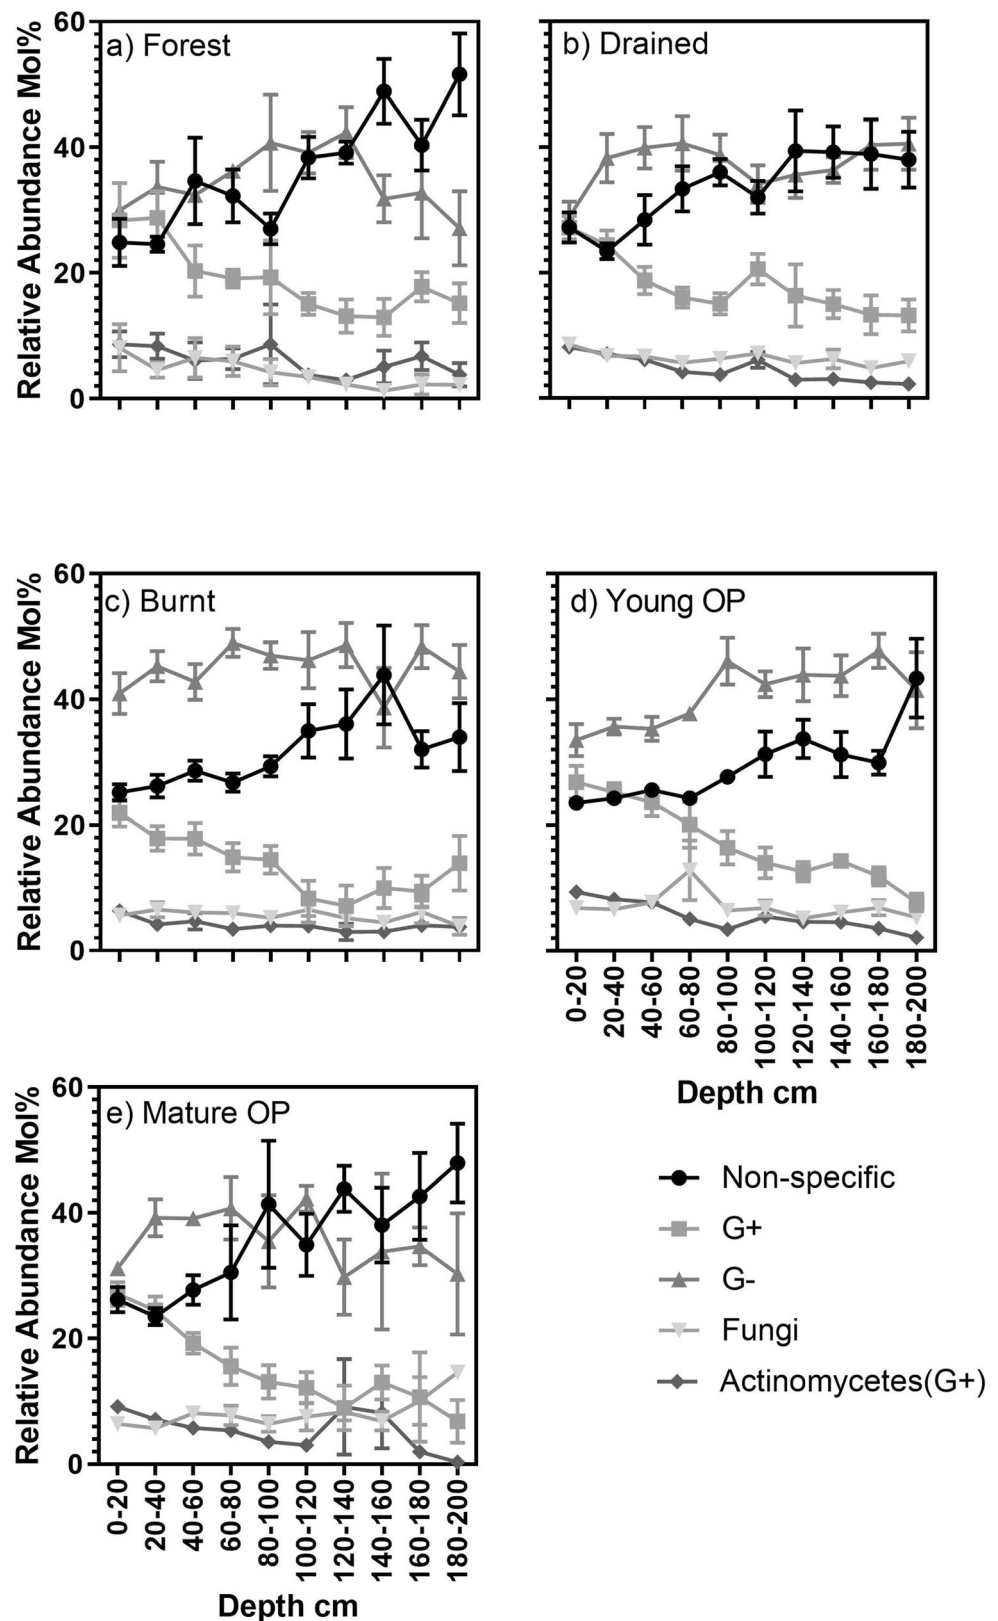 Relative Abundance Mol%
60
40
20
0
a) Forest
b) Drained
Relative Abundance Mol%
60
40
20
0
c) Burnt
d) Young OP
0-20
20-40
40-60
60-80
80-100
100-120
120-140
140-160
160-180
180-200
Depth cm
Relative Abundance Mol%
60
40
20
0
e) Mature OP
0-20
20-40
40-60
60-80
80-100
100-120
120-140
140-160
160-180
180-200
Depth cm
Non-specific
G+
G-
Fungi
Actinomycetes(G+)